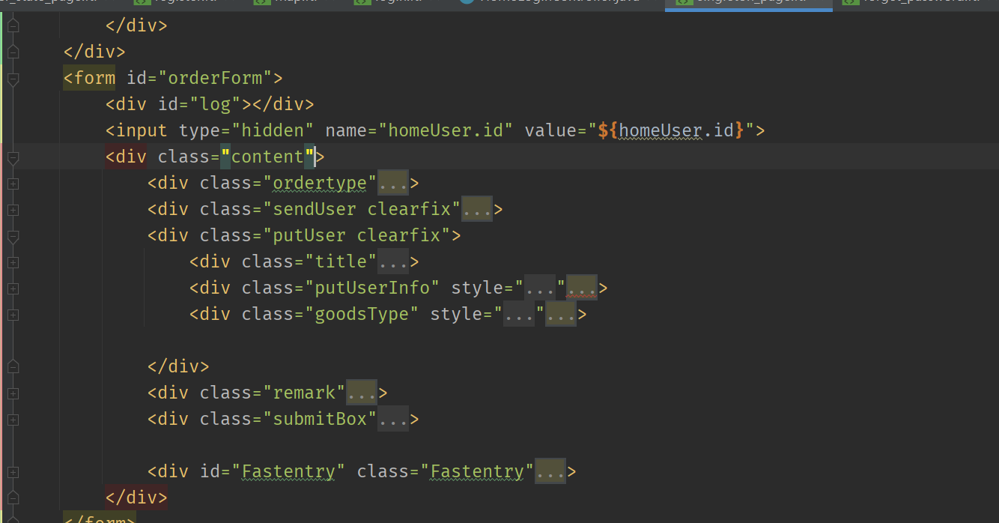 </div>
</div>
<form id="orderForm">
<div id="log"></div>
<input type="hidden" name="homeUser.id" value="${homeUser.id}">
<div class="content">
<div class="ordertype"...>
<div class="sendUser clearfix"...>
<div class="putUser clearfix">
<div class="title"...>
<div class="putUserInfo" style="..."...>
<div class="goodsType" style="..."...>
</div>
<div class="remark"...>
<div class="submitBox"...>
<div id="Fastentry" class="Fastentry"...>
</div>
</form>